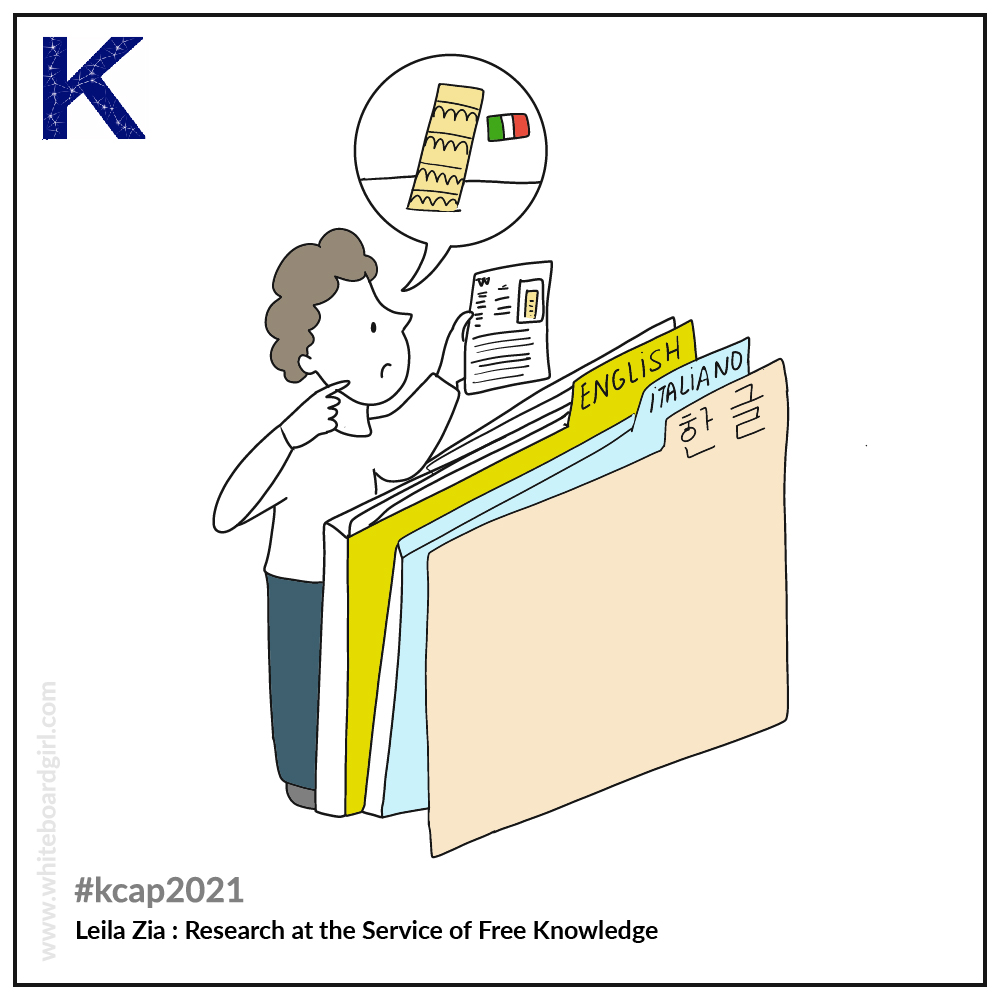 K
W
ENGLiSH
iTALiANO
한글
www.whiteboardgirl.com
#kcap2021
Leila Zia : Research at the Service of Free Knowledge